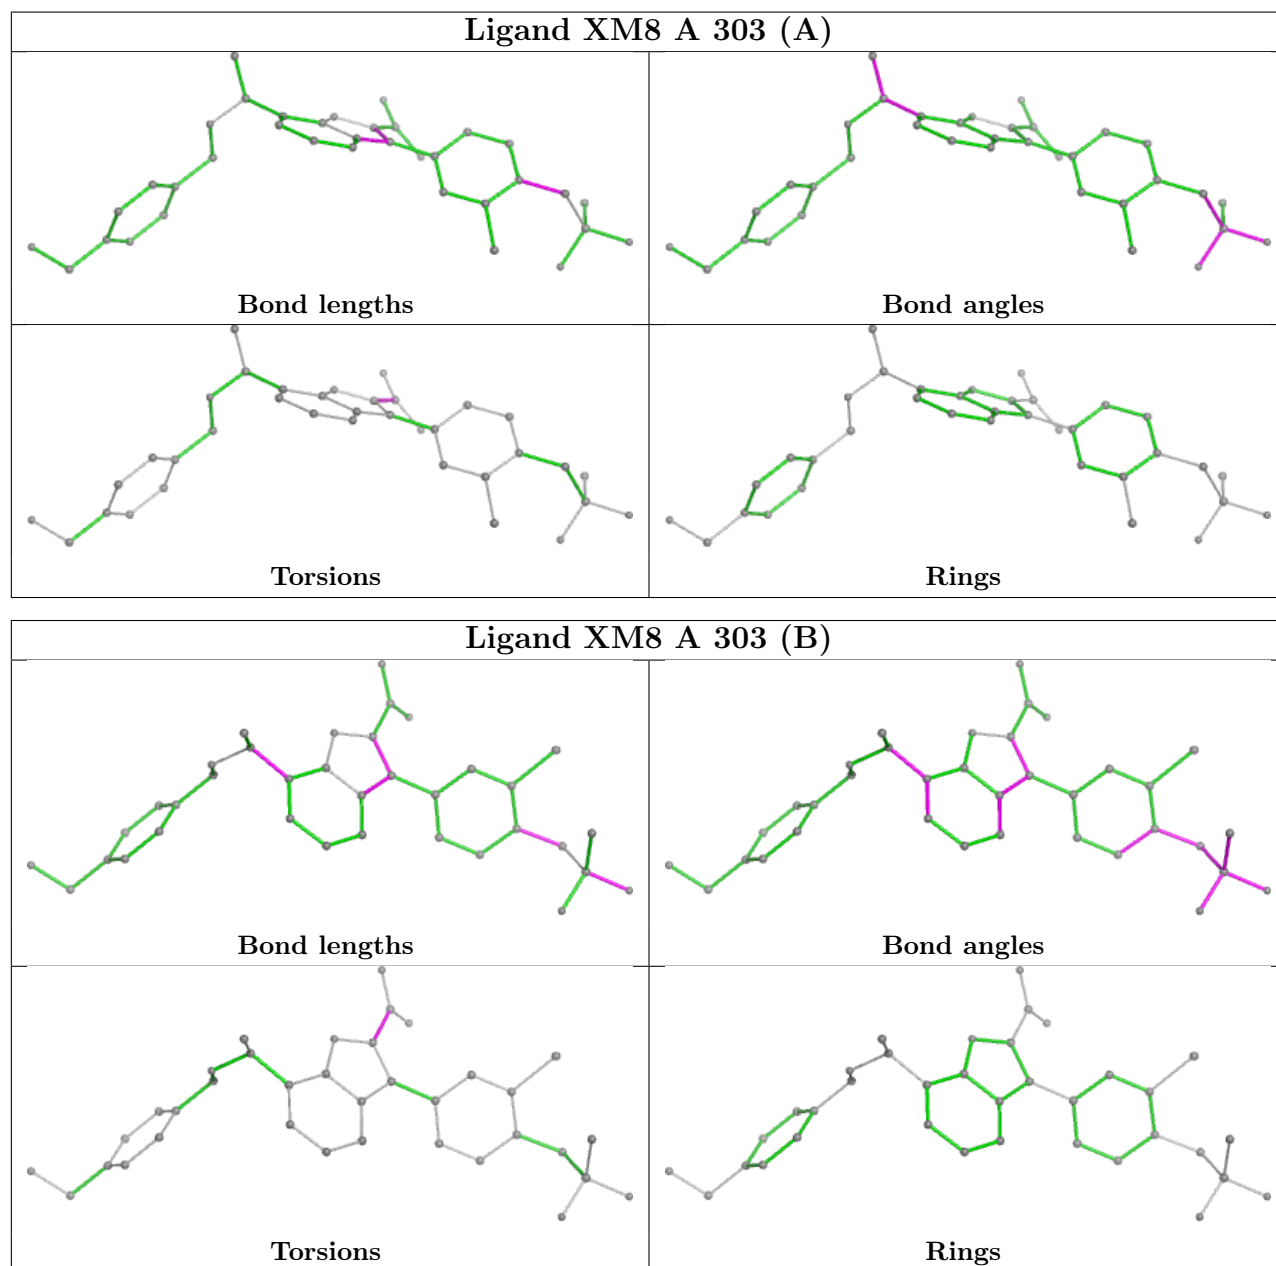 Ligand XM8 A 303 (A)
Bond lengths
Bond angles
Torsions
Rings
Ligand XM8 A 303 (B)
Bond lengths
Bond angles
Torsions
Rings